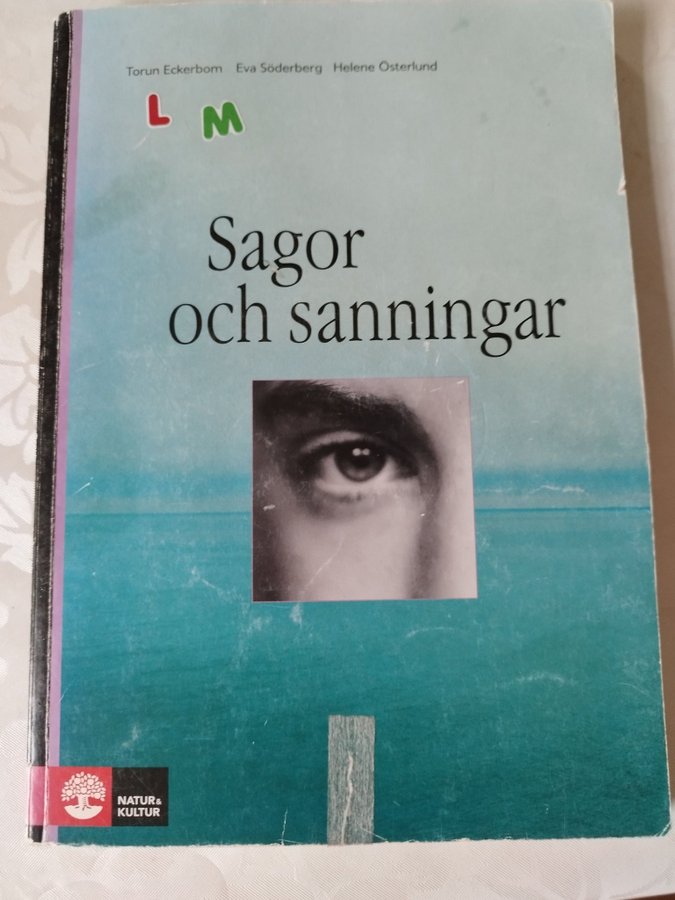 Torun Eckerbom Eva Söderberg Helene Österlund
L M
Sagor
och sanningar
NATUR&
KULTUR